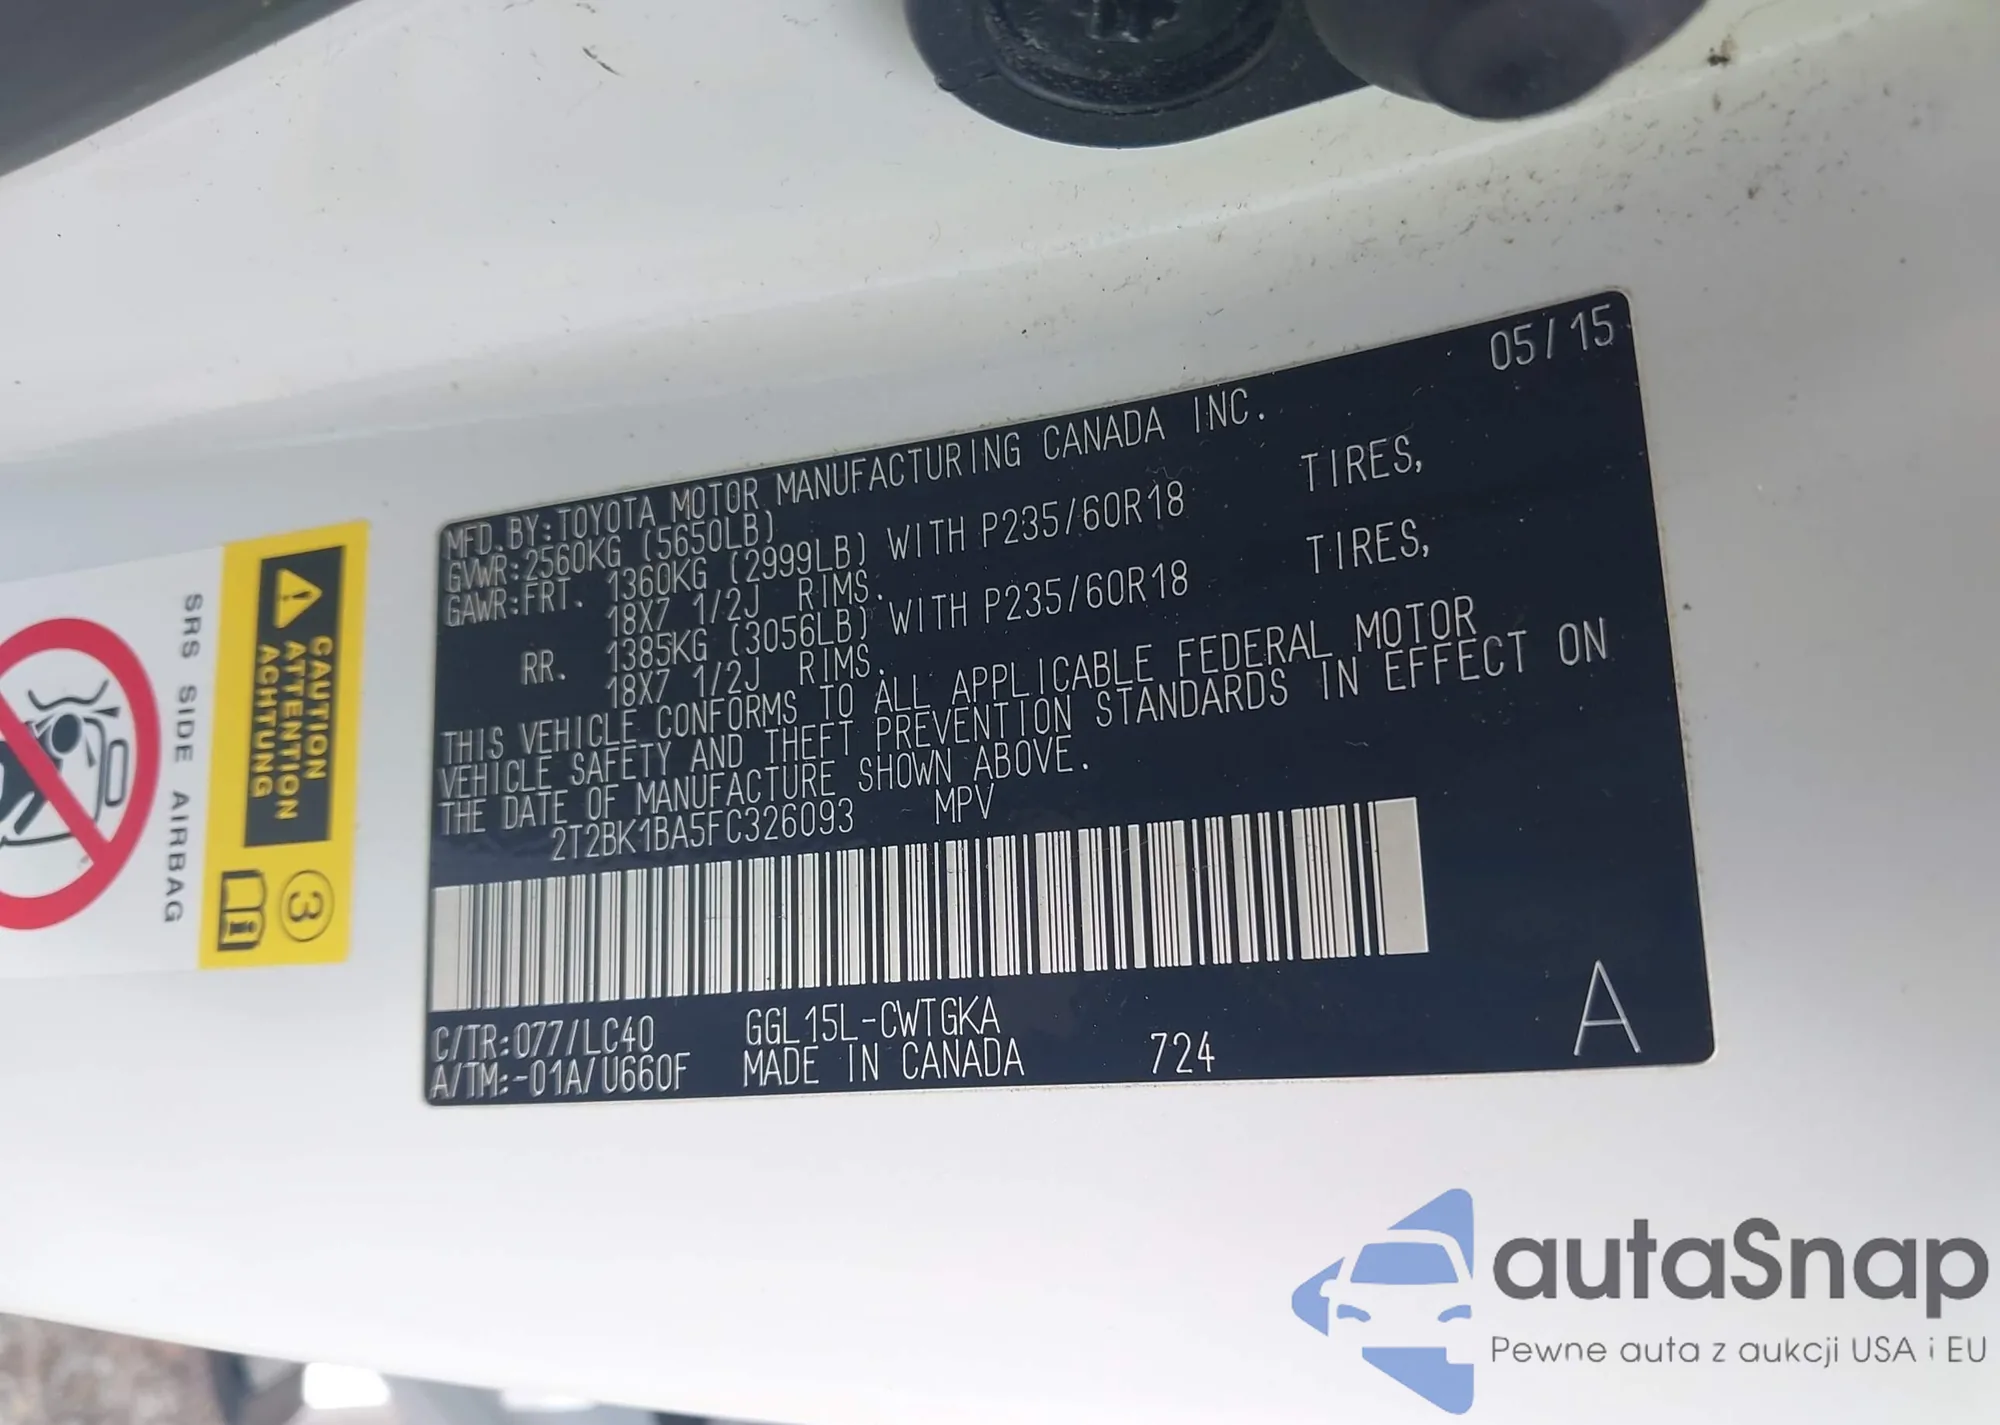 05/15
MFD. BY:TOYOTA MOTOR MANUFACTURING CANADA INC.
GVWR:2560KG (5650LB)
GAWR:FRT. 1360KG (2999LB) WITH P235/60R18 TIRES,
18X7 1/2J RIMS.
RR. 1385KG (3056LB) WITH P235/60R18 TIRES,
18X7 1/2J RIMS.
THIS VEHICLE CONFORMS TO ALL APPLICABLE FEDERAL MOTOR
VEHICLE SAFETY AND THEFT PREVENTION STANDARDS IN EFFECT ON
THE DATE OF MANUFACTURE SHOWN ABOVE.
2T2BK1BA5FC326093 MPV
C/TR:077/LC40 GGL15L-CWTGKA
A/TM:-01A/U660F MADE IN CANADA 724
A
CAUTION
ATTENTION
ACHTUNG
3
SRS SIDE AIRBAG
autaSnap
Pewne auta z aukcji USA i EU